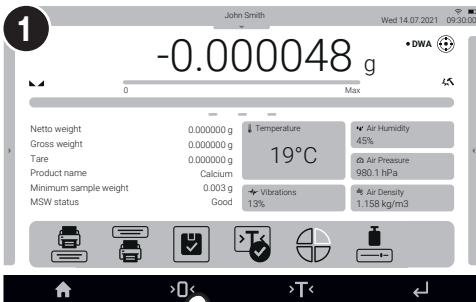 1
John Smith
Wed 14.07.2021 09:30:00
-0.000048 g
DWA
0 Max
Netto weight 0.000000 g
Gross weight 0.000000 g
Tare 0.000000 g
Product name Calcium
Minimum sample weight 0.003 g
MSW status Good
Temperature
19°C
Vibrations
13%
Air Humidity
45%
Air Preasure
980.1 hPa
Air Density
1.158 kg/m3
>T<
>0<
>T<